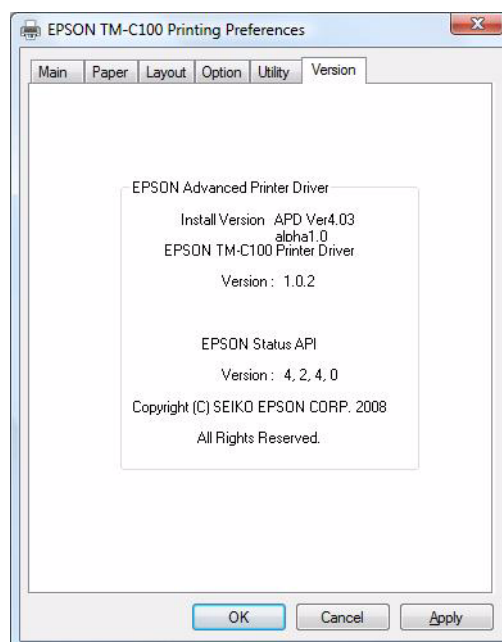 EPSON TM-C100 Printing Preferences
Main Paper Layout Option Utility Version
EPSON Advanced Printer Driver
Install Version APD Ver4.03
alpha1.0
EPSON TM-C100 Printer Driver
Version : 1.0.2
EPSON Status API
Version : 4, 2, 4, 0
Copyright (C) SEIKO EPSON CORP. 2008
All Rights Reserved.
OK Cancel Apply